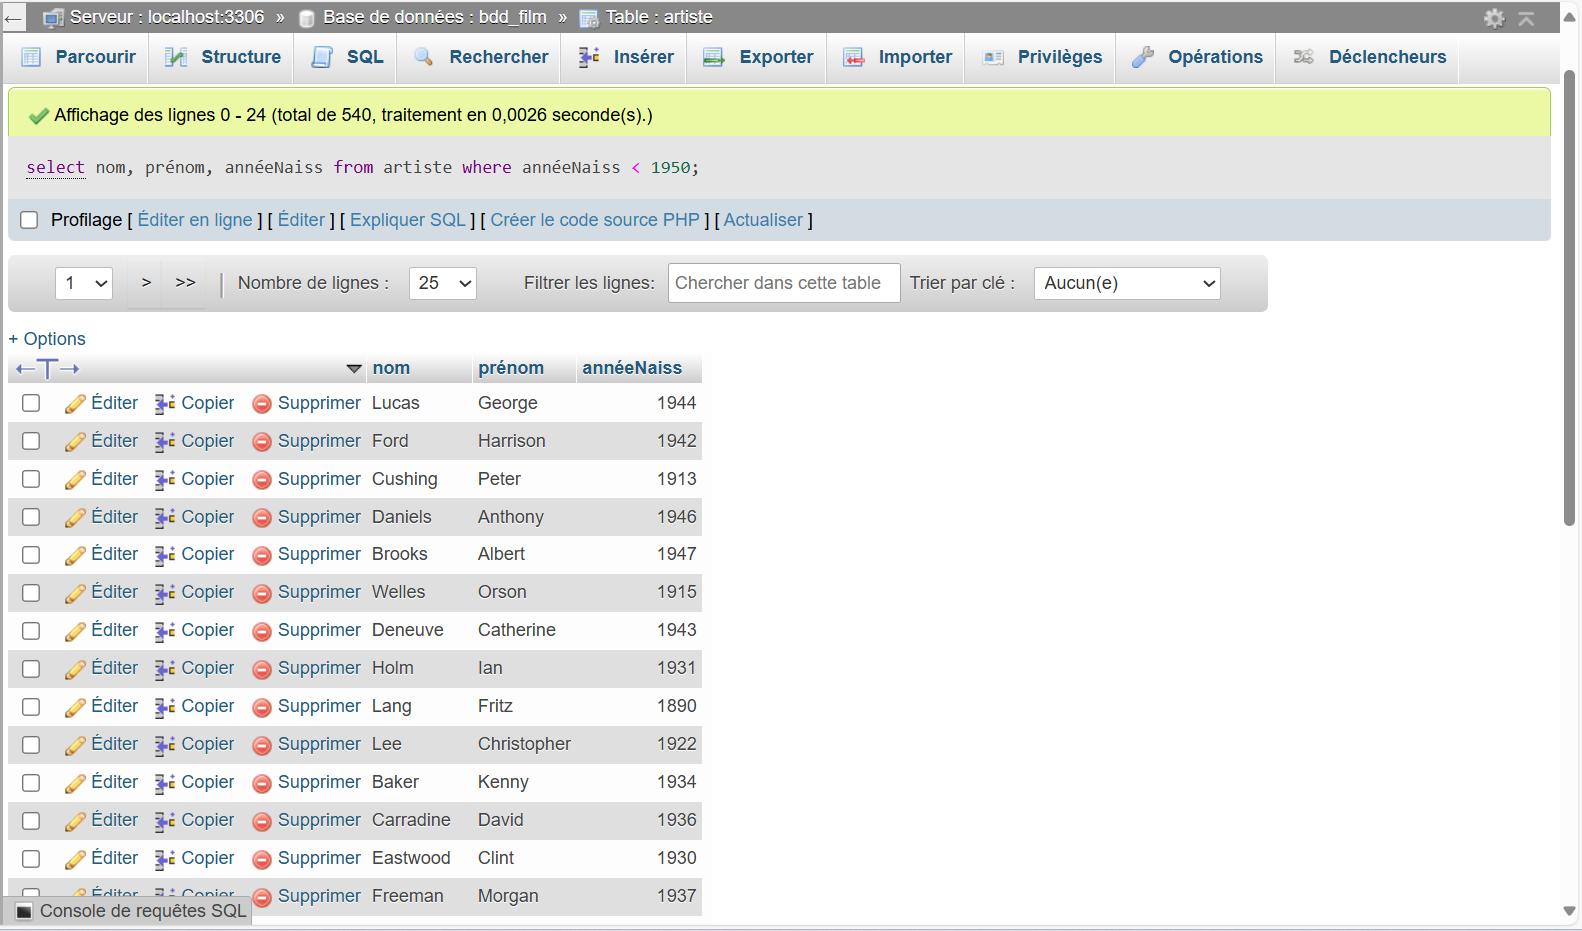 Serveur : localhost:3306 » Base de données : bdd_film » Table : artiste
Parcourir Structure SQL Rechercher Insérer Exporter Importer Privilèges Opérations Déclencheurs
Affichage des lignes 0 - 24 (total de 540, traitement en 0,0026 seconde(s).)
select nom, prénom, annéeNaiss from artiste where annéeNaiss < 1950;
Profilage [ Éditer en ligne ] [ Éditer ] [ Expliquer SQL ] [ Créer le code source PHP ] [ Actualiser ]
1 > >> | Nombre de lignes : 25 Filtrer les lignes: Chercher dans cette table Trier par clé : Aucun(e)
+ Options
←T→ nom prénom annéeNaiss
Éditer Copier Supprimer Lucas George 1944
Éditer Copier Supprimer Ford Harrison 1942
Éditer Copier Supprimer Cushing Peter 1913
Éditer Copier Supprimer Daniels Anthony 1946
Éditer Copier Supprimer Brooks Albert 1947
Éditer Copier Supprimer Welles Orson 1915
Éditer Copier Supprimer Deneuve Catherine 1943
Éditer Copier Supprimer Holm Ian 1931
Éditer Copier Supprimer Lang Fritz 1890
Éditer Copier Supprimer Lee Christopher 1922
Éditer Copier Supprimer Baker Kenny 1934
Éditer Copier Supprimer Carradine David 1936
Éditer Copier Supprimer Eastwood Clint 1930
Éditer Copier Supprimer Freeman Morgan 1937
Console de requêtes SQL